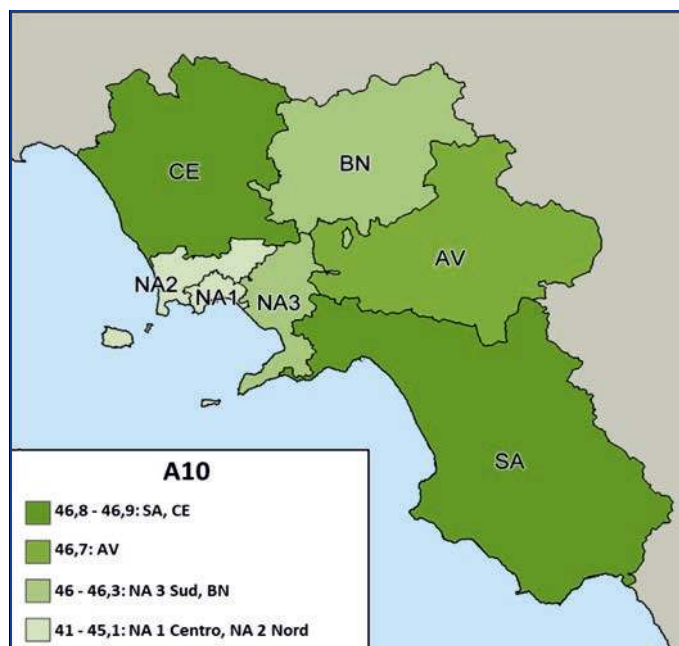 CE
BN
AV
NA2
NA1
NA3
SA
A10
46,8 - 46,9: SA, CE
46,7: AV
46 - 46,3: NA 3 Sud, BN
41 - 45,1: NA 1 Centro, NA 2 Nord